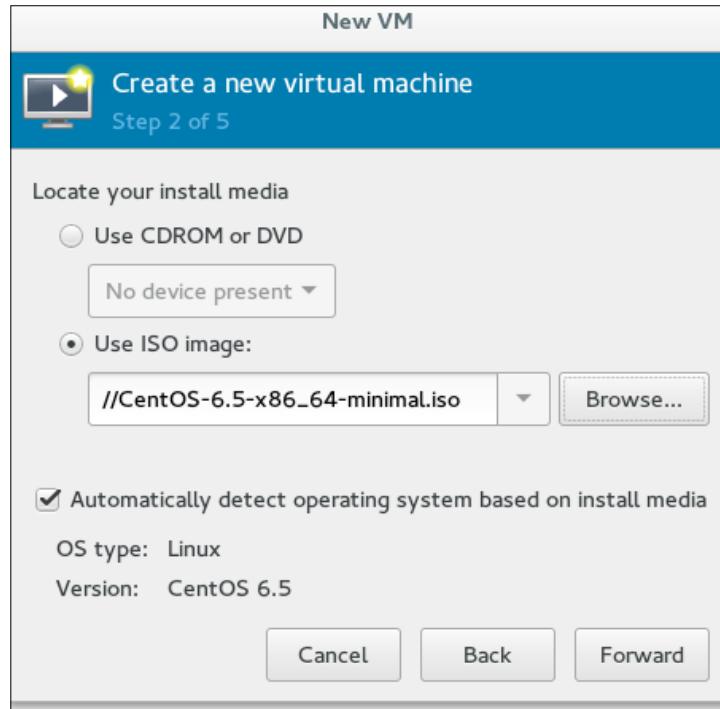 New VM
Create a new virtual machine
Step 2 of 5
Locate your install media
Use CDROM or DVD
No device present
Use ISO image:
//CentOS-6.5-x86_64-minimal.iso
Browse...
Automatically detect operating system based on install media
OS type: Linux
Version: CentOS 6.5
Cancel Back Forward